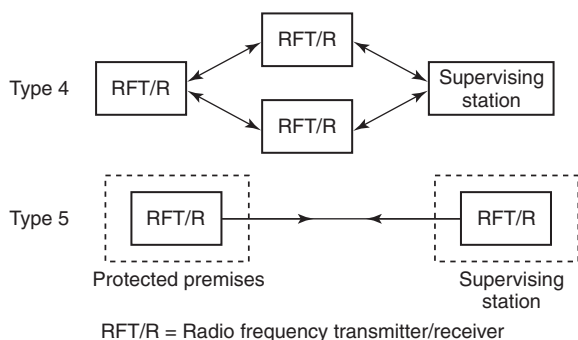 RFT/R
Type 4
RFT/R
Supervising
station
RFT/R
Type 5
RFT/R
RFT/R
Protected premises
Supervising
station
RFT/R = Radio frequency transmitter/receiver